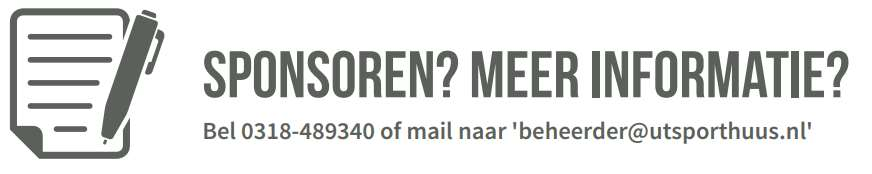 SPONSOREN? MEER INFORMATIE?
Bel 0318-489340 of mail naar 'beheerder@utsporthuus.nl'